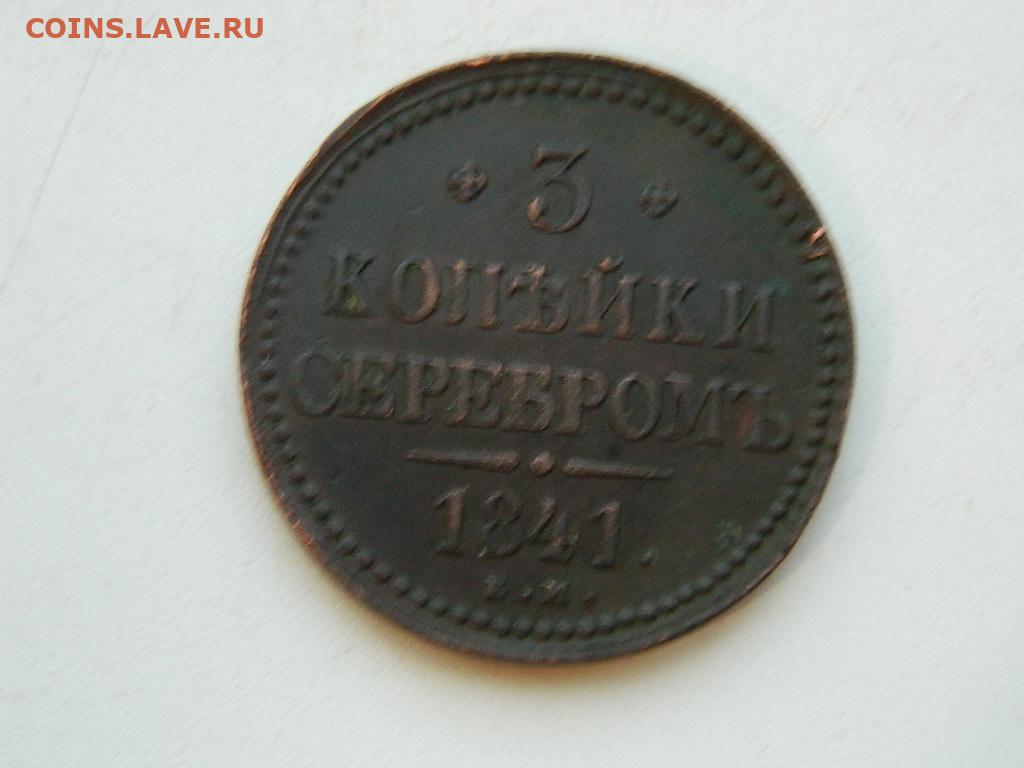 COINS.LAVE.RU
3
КОПѢЙКИ
СЕРЕБРОМЪ
1841.
Е.М.